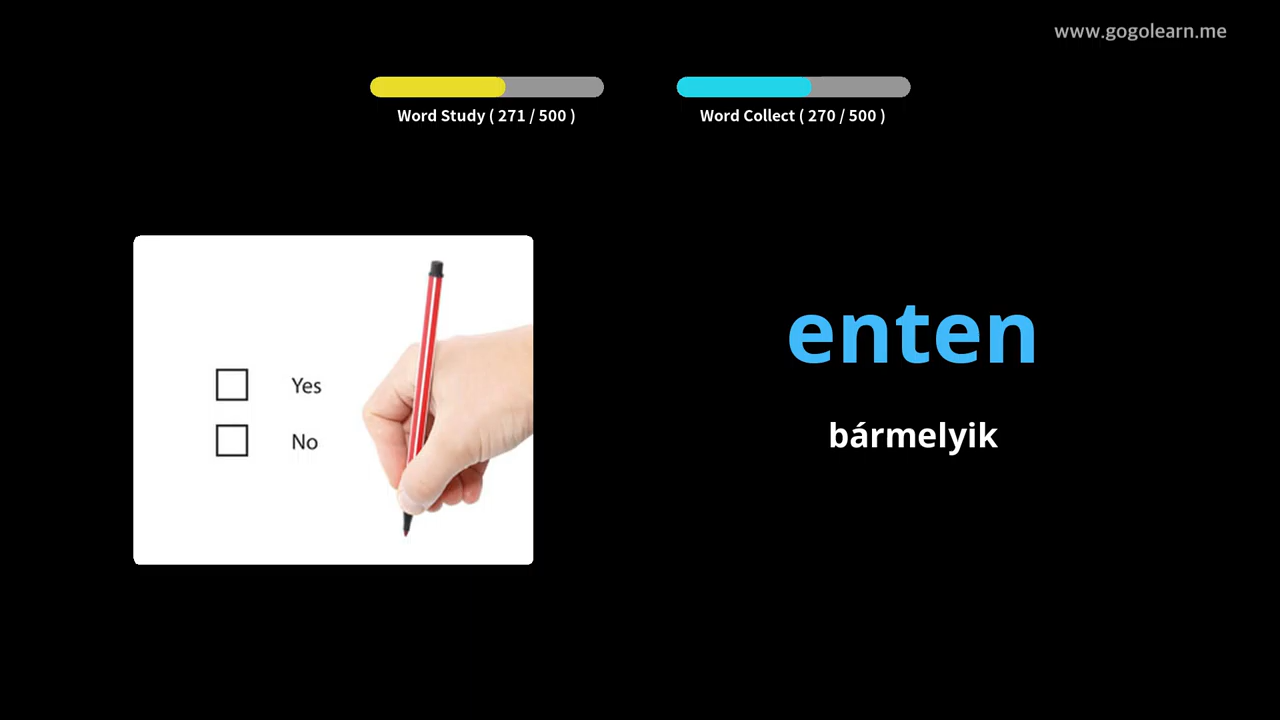 www.gogolearn.me
Word Study ( 271 / 500 )
Word Collect ( 270 / 500 )
Yes
No
enten
bármelyik